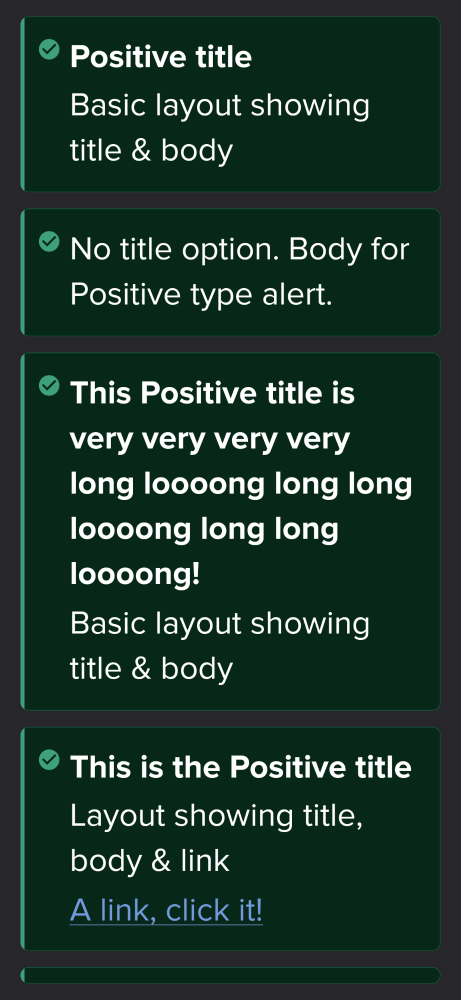 Positive title
Basic layout showing
title & body
No title option. Body for
Positive type alert.
This Positive title is
very very very very
long loooong long long
loooong long long
loooong!
Basic layout showing
title & body
This is the Positive title
Layout showing title,
body & link
A link, click it!